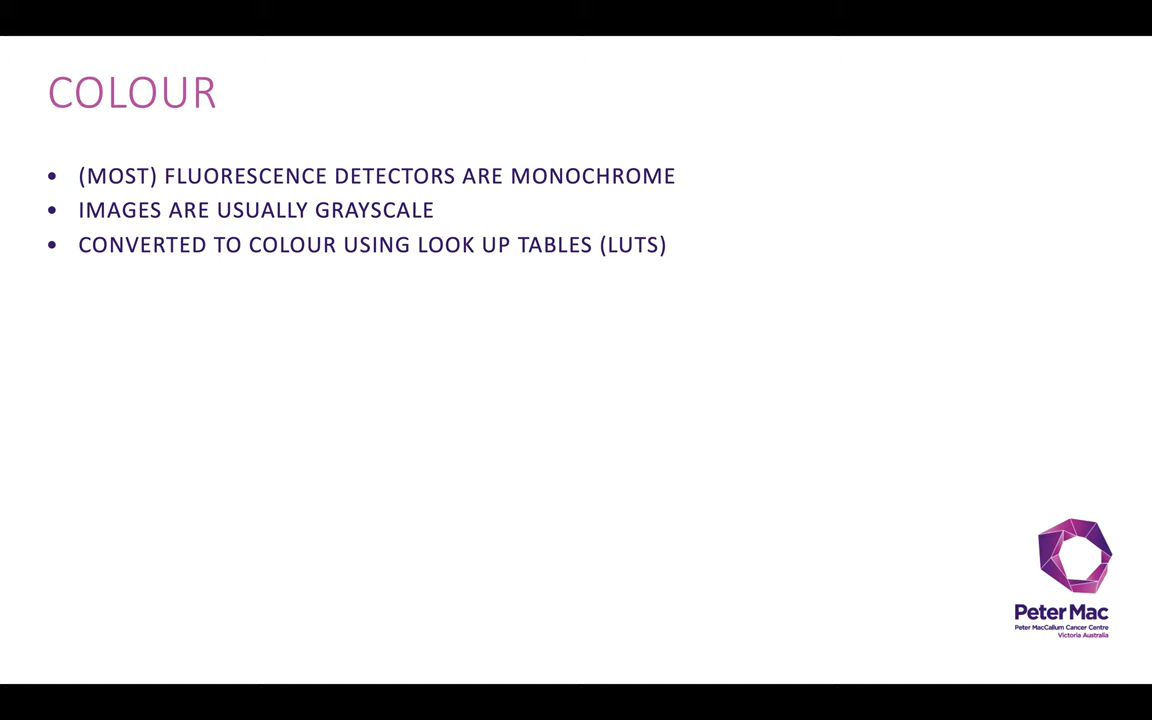 COLOUR
• (MOST) FLUORESCENCE DETECTORS ARE MONOCHROME
• IMAGES ARE USUALLY GRAYSCALE
• CONVERTED TO COLOUR USING LOOK UP TABLES (LUTS)
Peter Mac
Peter MacCallum Cancer Centre
Victoria Australia